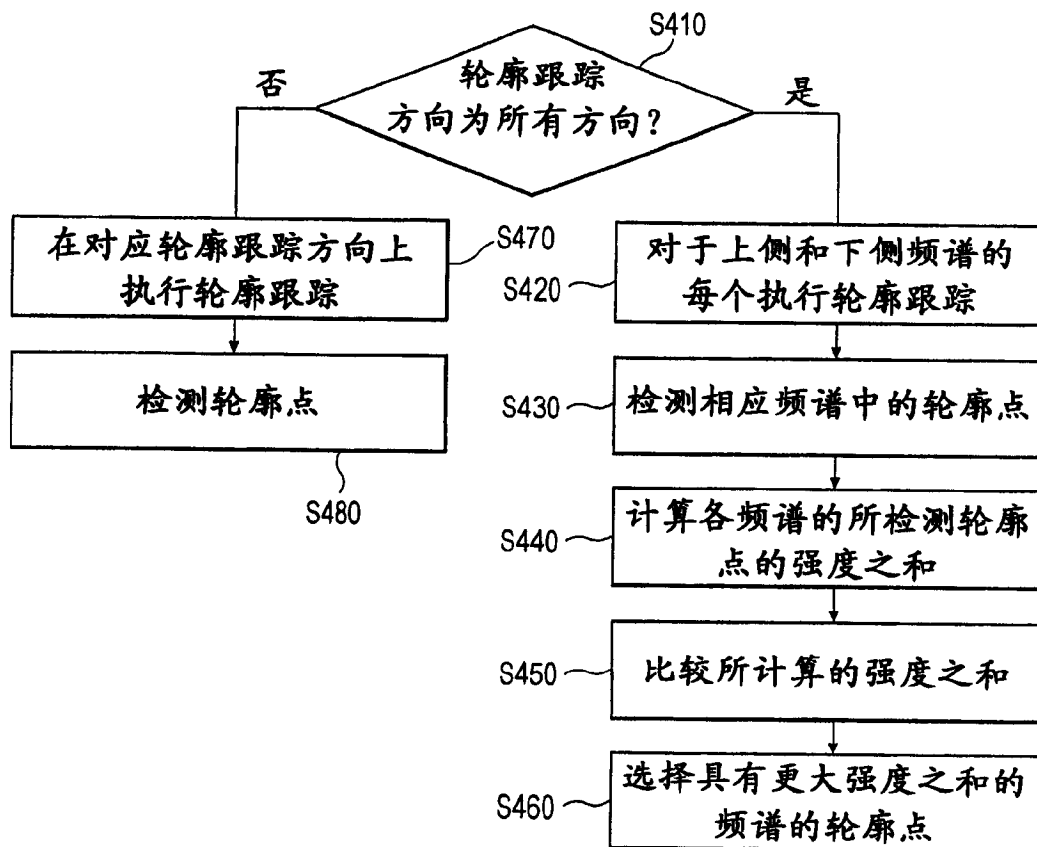 S410
轮廓跟踪
方向为所有方向?
否
是
在对应轮廓跟踪方向上
执行轮廓跟踪
S470
检测轮廓点
S480
对于上侧和下侧频谱的
每个执行轮廓跟踪
S420
检测相应频谱中的轮廓点
S430
计算各频谱的所检测轮廓
点的强度之和
S440
比较所计算的强度之和
S450
选择具有更大强度之和的
频谱的轮廓点
S460